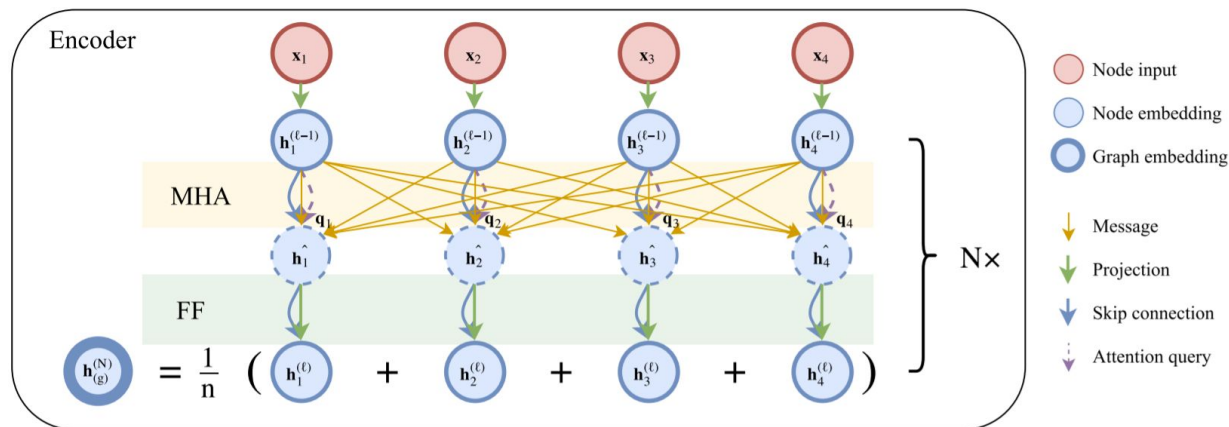 Encoder
x₁ x₂ x₃ x₄
h₁^(ℓ−1) h₂^(ℓ−1) h₃^(ℓ−1) h₄^(ℓ−1)
MHA
q₁ q₂ q₃ q₄
ĥ₁ ĥ₂ ĥ₃ ĥ₄
FF
h_(g)^(N) = 1/n ( h₁^(ℓ) + h₂^(ℓ) + h₃^(ℓ) + h₄^(ℓ) )
N×
Node input
Node embedding
Graph embedding
Message
Projection
Skip connection
Attention query